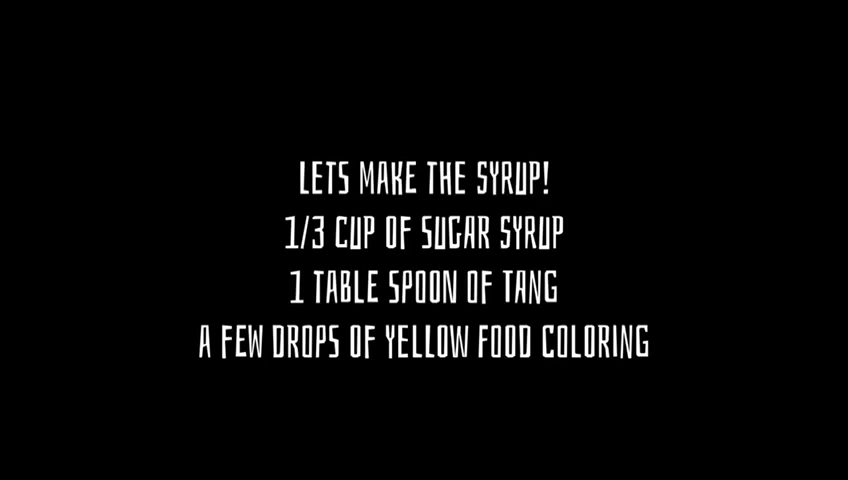 LETS MAKE THE SYRUP!
1/3 CUP OF SUGAR SYRUP
1 TABLE SPOON OF TANG
A FEW DROPS OF YELLOW FOOD COLORING